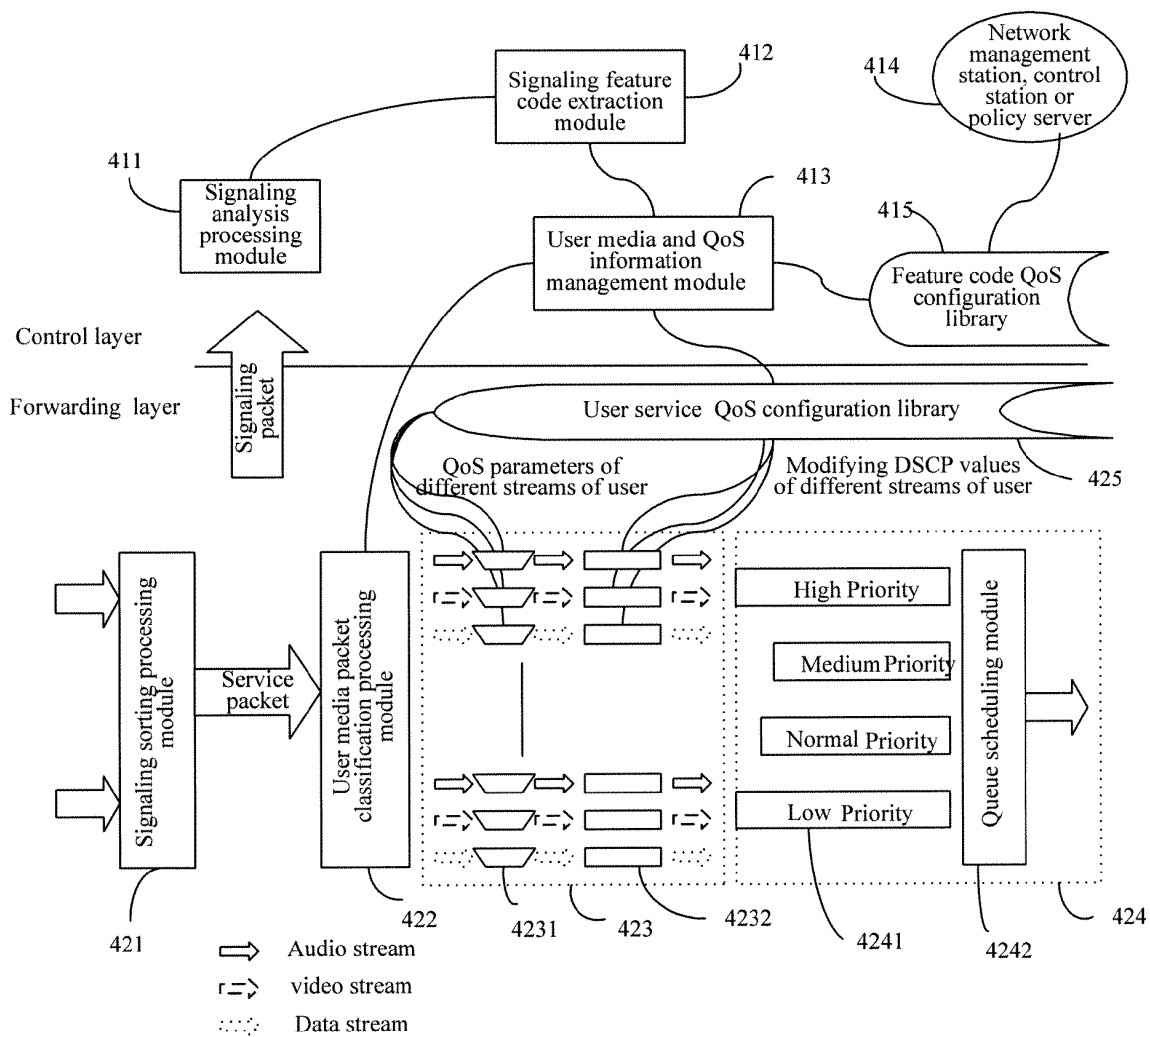 Network
management
station, control
station or
policy server
414
412
Signaling feature
code extraction
module
411
Signaling
analysis
processing
module
413
415
User media and QoS
information
management module
Feature code QoS
configuration
library
Control layer
Forwarding layer
Signaling
packet
User service QoS configuration library
425
QoS parameters of
different streams of user
Modifying DSCP values
of different streams of user
Signaling sorting processing
module
Service
packet
User media packet
classification processing
module
High Priority
Medium Priority
Normal Priority
Low Priority
Queue scheduling module
421
422
4231
423
4232
4241
4242
424
Audio stream
video stream
Data stream